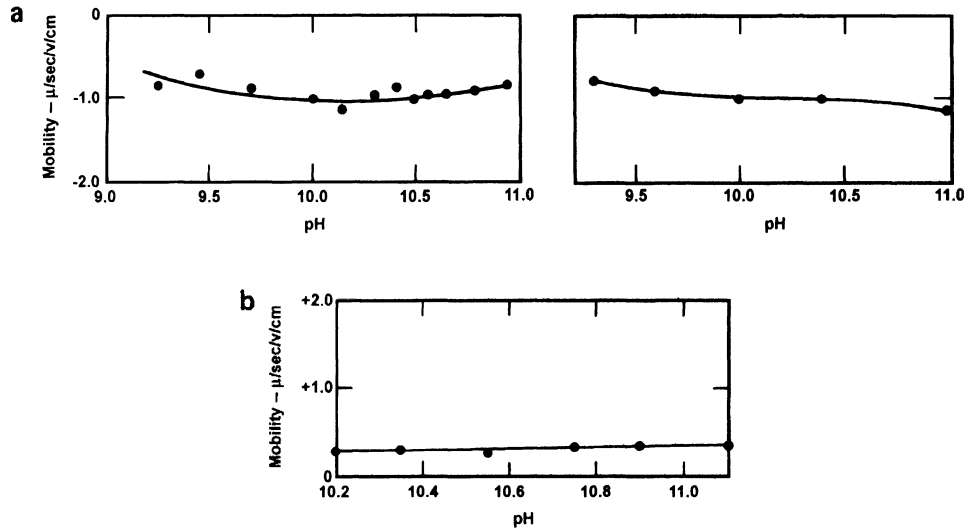 a
Mobility – μ/sec/v/cm
0
-1.0
-2.0
9.0 9.5 10.0 10.5 11.0
pH
9.5 10.0 10.5 11.0
pH
b
Mobility – μ/sec/v/cm
+2.0
+1.0
0
10.2 10.4 10.6 10.8 11.0
pH